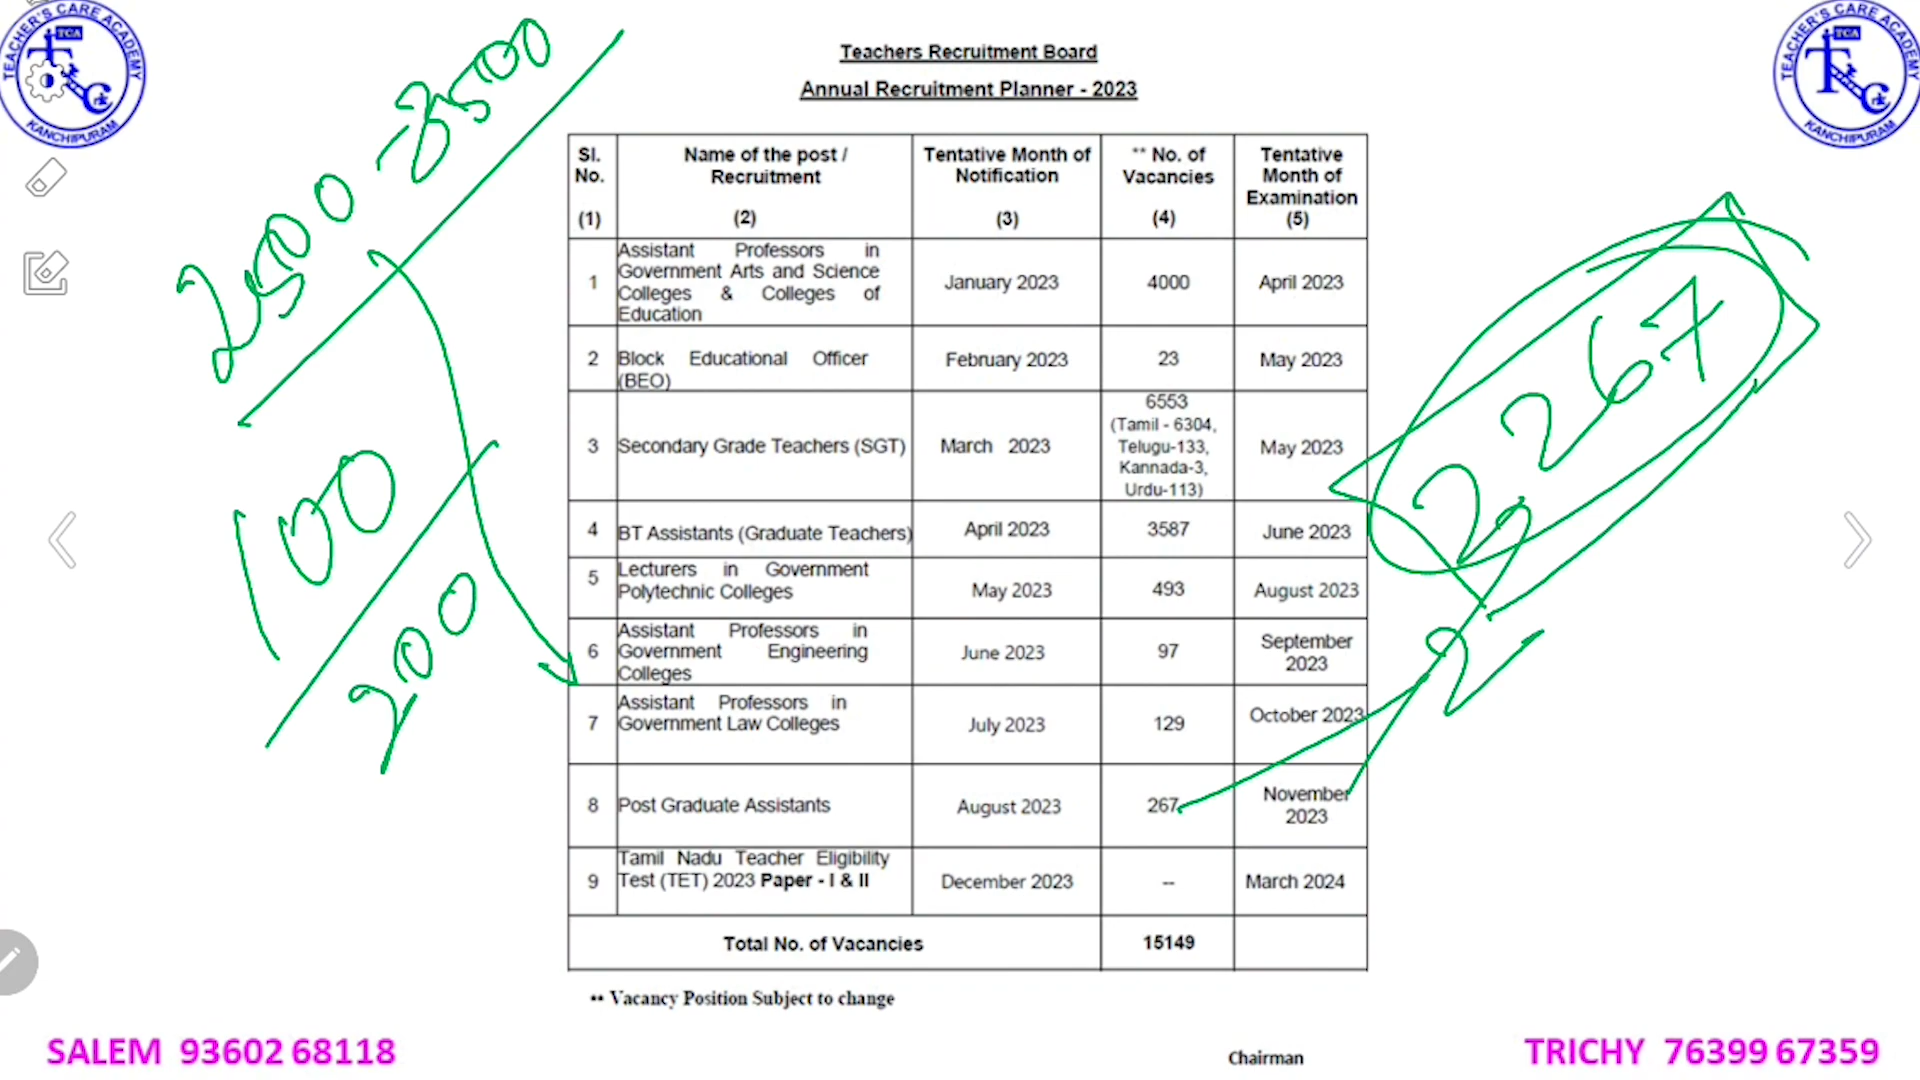 TEACHER'S CARE ACADEMY
TCA
KANCHIPURAM
TEACHER'S CARE ACADEMY
TCA
KANCHIPURAM
Teachers Recruitment Board
Annual Recruitment Planner - 2023
Sl. No. (1) Name of the post / Recruitment (2) Tentative Month of Notification (3) ** No. of Vacancies (4) Tentative Month of Examination (5)
1 Assistant Professors in Government Arts and Science Colleges & Colleges of Education January 2023 4000 April 2023
2 Block Educational Officer (BEO) February 2023 23 May 2023
3 Secondary Grade Teachers (SGT) March 2023 6553 (Tamil - 6304, Telugu-133, Kannada-3, Urdu-113) May 2023
4 BT Assistants (Graduate Teachers) April 2023 3587 June 2023
5 Lecturers in Government Polytechnic Colleges May 2023 493 August 2023
6 Assistant Professors in Government Engineering Colleges June 2023 97 September 2023
7 Assistant Professors in Government Law Colleges July 2023 129 October 2023
8 Post Graduate Assistants August 2023 267 November 2023
9 Tamil Nadu Teacher Eligibility Test (TET) 2023 Paper - I & II December 2023 -- March 2024
Total No. of Vacancies 15149
** Vacancy Position Subject to change
Chairman
2500 - 3500
100
200
2267
2
SALEM 93602 68118
TRICHY 76399 67359